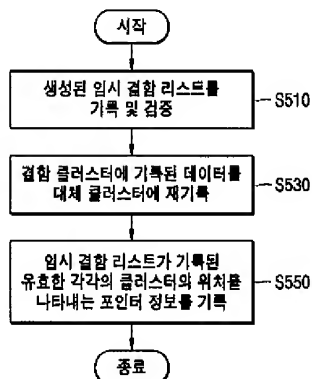 시작
생성된 임시 결함 리스트를
기록 및 검증
S510
결함 클러스터에 기록된 데이터를
대체 클러스터에 재기록
S530
임시 결함 리스트가 기록된
유효한 각각의 클러스터의 위치를
나타내는 포인터 정보를 기록
S550
종료